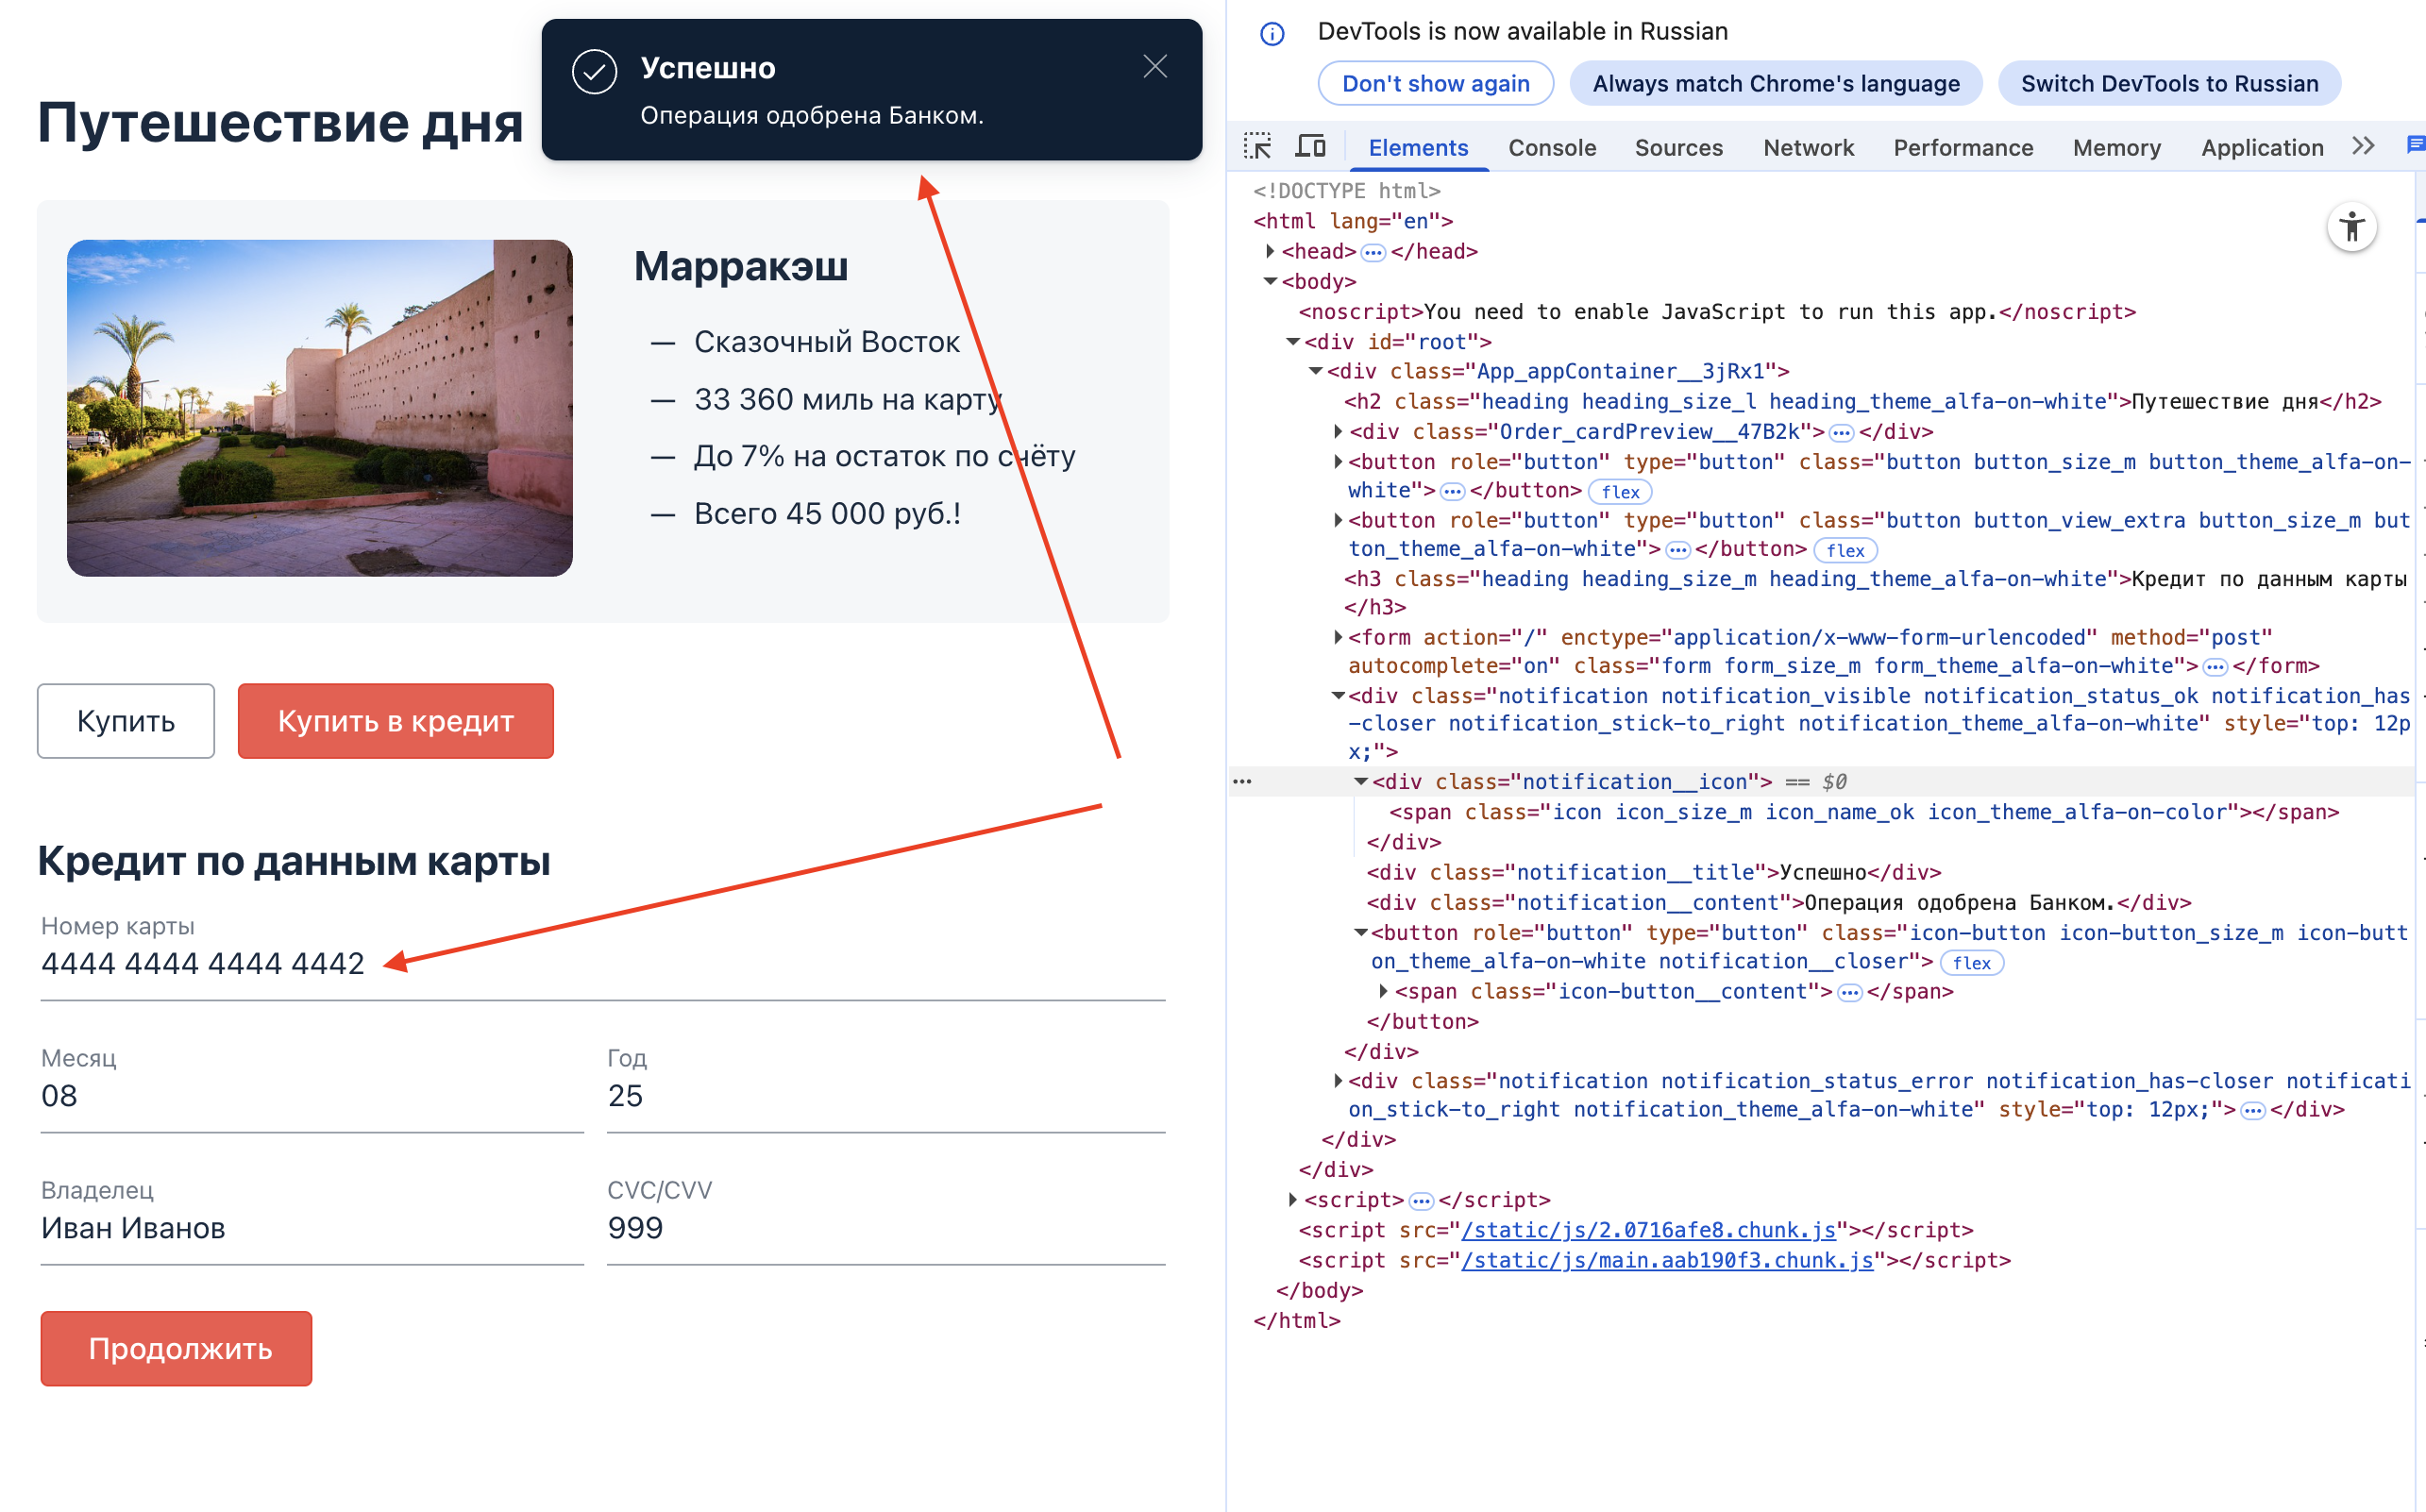 Успешно
Операция одобрена Банком.
Путешествие дня
Марракэш
— Сказочный Восток
— 33 360 миль на карту
— До 7% на остаток по счёту
— Всего 45 000 руб.!
Купить
Купить в кредит
Кредит по данным карты
Номер карты
4444 4444 4444 4442
Месяц
08
Год
25
Владелец
Иван Иванов
CVC/CVV
999
Продолжить
DevTools is now available in Russian
Don't show again
Always match Chrome's language
Switch DevTools to Russian
Elements
Console
Sources
Network
Performance
Memory
Application
<!DOCTYPE html>
<html lang="en">
<head> ••• </head>
<body>
<noscript>You need to enable JavaScript to run this app.</noscript>
<div id="root">
<div class="App_appContainer__3jRx1">
<h2 class="heading heading_size_l heading_theme_alfa-on-white">Путешествие дня</h2>
<div class="Order_cardPreview__47B2k"> ••• </div>
<button role="button" type="button" class="button button_size_m button_theme_alfa-on-
white"> ••• </button> flex
<button role="button" type="button" class="button button_view_extra button_size_m but
ton_theme_alfa-on-white"> ••• </button> flex
<h3 class="heading heading_size_m heading_theme_alfa-on-white">Кредит по данным карты
</h3>
<form action="/" enctype="application/x-www-form-urlencoded" method="post"
autocomplete="on" class="form form_size_m form_theme_alfa-on-white"> ••• </form>
<div class="notification notification_visible notification_status_ok notification_has
-closer notification_stick-to_right notification_theme_alfa-on-white" style="top: 12p
x;">
••• <div class="notification__icon"> == $0
<span class="icon icon_size_m icon_name_ok icon_theme_alfa-on-color"></span>
</div>
<div class="notification__title">Успешно</div>
<div class="notification__content">Операция одобрена Банком.</div>
<button role="button" type="button" class="icon-button icon-button_size_m icon-butt
on_theme_alfa-on-white notification__closer"> flex
<span class="icon-button__content"> ••• </span>
</button>
</div>
<div class="notification notification_status_error notification_has-closer notificati
on_stick-to_right notification_theme_alfa-on-white" style="top: 12px;"> ••• </div>
</div>
</div>
<script> ••• </script>
<script src="/static/js/2.0716afe8.chunk.js"></script>
<script src="/static/js/main.aab190f3.chunk.js"></script>
</body>
</html>